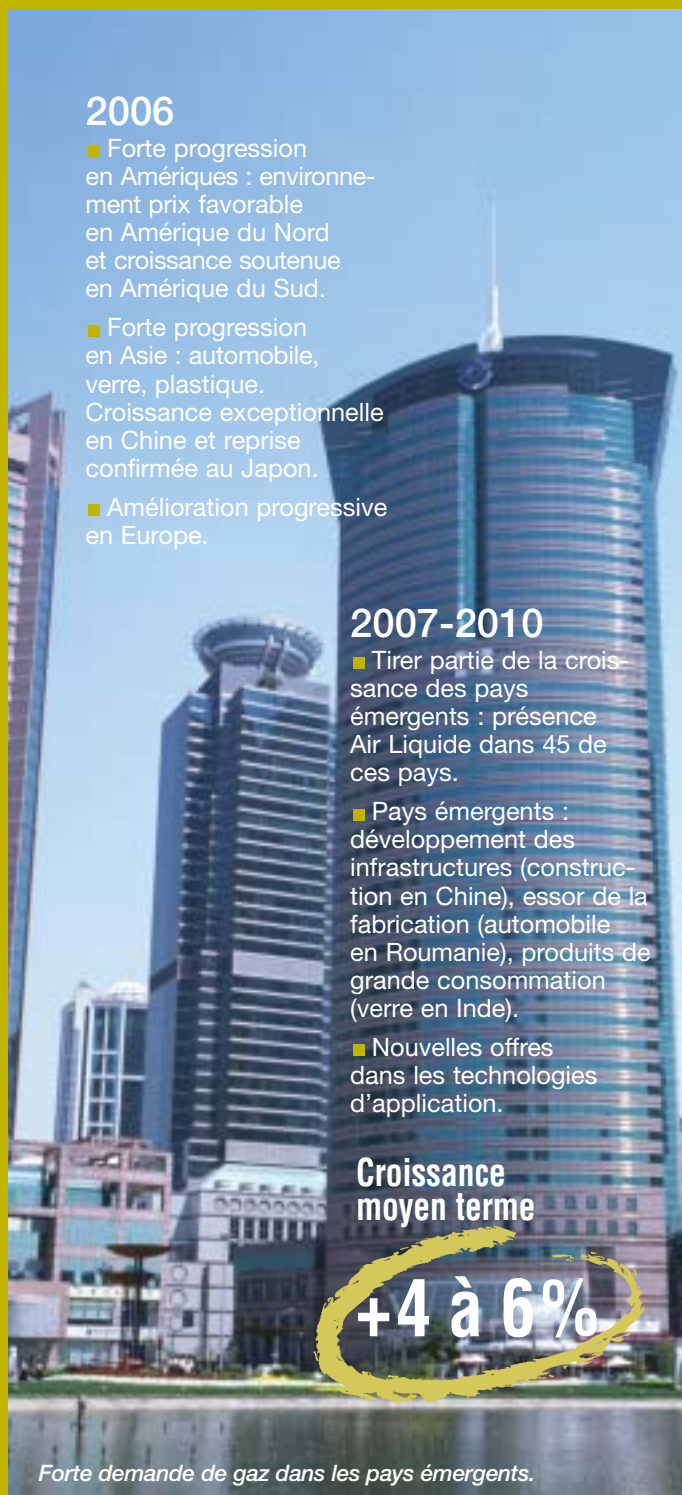 2006
■ Forte progression
en Amériques : environne-
ment prix favorable
en Amérique du Nord
et croissance soutenue
en Amérique du Sud.
■ Forte progression
en Asie : automobile,
verre, plastique.
Croissance exceptionnelle
en Chine et reprise
confirmée au Japon.
■ Amélioration progressive
en Europe.
2007-2010
■ Tirer partie de la crois-
sance des pays
émergents : présence
Air Liquide dans 45 de
ces pays.
■ Pays émergents :
développement des
infrastructures (construc-
tion en Chine), essor de la
fabrication (automobile
en Roumanie), produits de
grande consommation
(verre en Inde).
■ Nouvelles offres
dans les technologies
d’application.
Croissance
moyen terme
+4 à 6%
Forte demande de gaz dans les pays émergents.